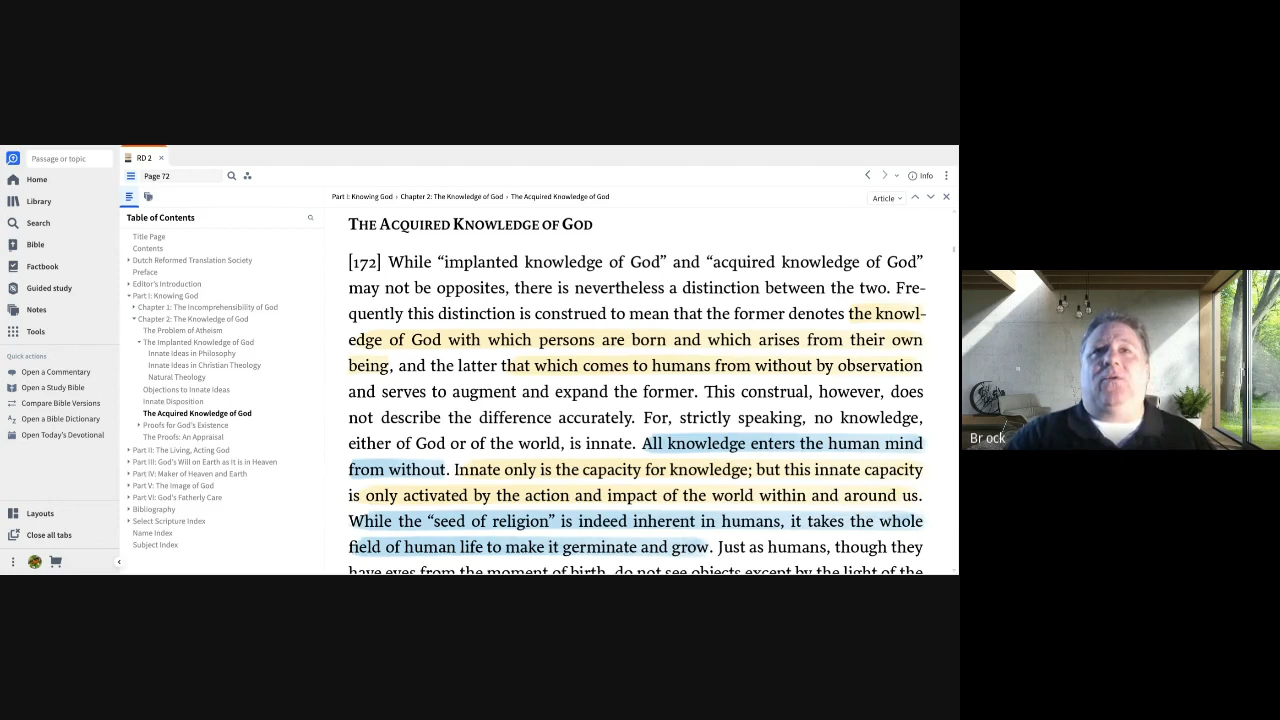 Passage or topic
Home
Library
Search
Bible
Factbook
Guided study
Notes
Tools
Quick actions
Open a Commentary
Open a Study Bible
Compare Bible Versions
Open a Bible Dictionary
Open Today's Devotional
Layouts
Close all tabs
RD 2
Page 72
Info
Table of Contents
Title Page
Contents
Dutch Reformed Translation Society
Preface
Editor's Introduction
Part I: Knowing God
Chapter 1: The Incomprehensibility of God
Chapter 2: The Knowledge of God
The Problem of Atheism
The Implanted Knowledge of God
Innate Ideas in Philosophy
Innate Ideas in Christian Theology
Natural Theology
Objections to Innate Ideas
Innate Disposition
The Acquired Knowledge of God
Proofs for God's Existence
The Proofs: An Appraisal
Part II: The Living, Acting God
Part III: God's Will on Earth as It is in Heaven
Part IV: Maker of Heaven and Earth
Part V: The Image of God
Part VI: God's Fatherly Care
Bibliography
Select Scripture Index
Name Index
Subject Index
Part I: Knowing God › Chapter 2: The Knowledge of God › The Acquired Knowledge of God
Article
THE ACQUIRED KNOWLEDGE OF GOD
[172] While “implanted knowledge of God” and “acquired knowledge of God”
may not be opposites, there is nevertheless a distinction between the two. Fre-
quently this distinction is construed to mean that the former denotes the knowl-
edge of God with which persons are born and which arises from their own
being, and the latter that which comes to humans from without by observation
and serves to augment and expand the former. This construal, however, does
not describe the difference accurately. For, strictly speaking, no knowledge,
either of God or of the world, is innate. All knowledge enters the human mind
from without. Innate only is the capacity for knowledge; but this innate capacity
is only activated by the action and impact of the world within and around us.
While the “seed of religion” is indeed inherent in humans, it takes the whole
field of human life to make it germinate and grow. Just as humans, though they
have eyes from the moment of birth, do not see objects except by the light of the
Br ock